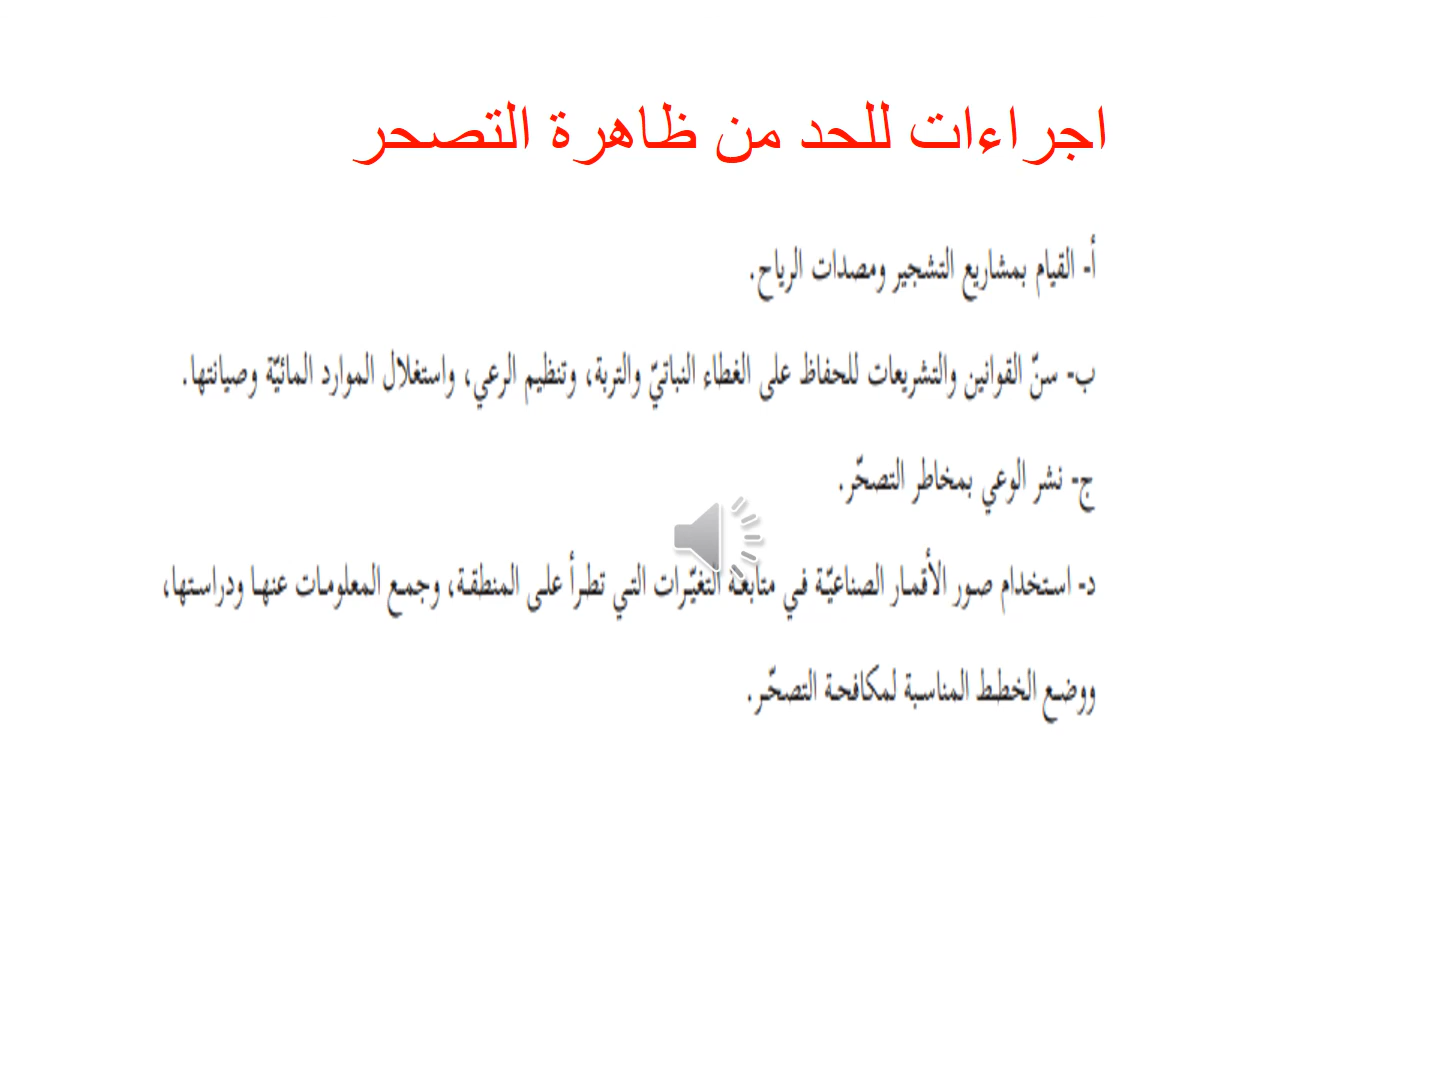 اجراءات للحد من ظاهرة التصحر
أ- القيام بمشاريع التشجير ومصدات الرياح.
ب- سنّ القوانين والتشريعات للحفاظ على الغطاء النباتيّ والتربة، وتنظيم الرعي، واستغلال الموارد المائيّة وصيانتها.
ج- نشر الوعي بمخاطر التصحّر.
د- استخدام صور الأقمار الصناعيّة في متابعة التغيّرات التي تطرأ على المنطقة، وجمع المعلومات عنها ودراستها،
ووضع الخطط المناسبة لمكافحة التصحّر.